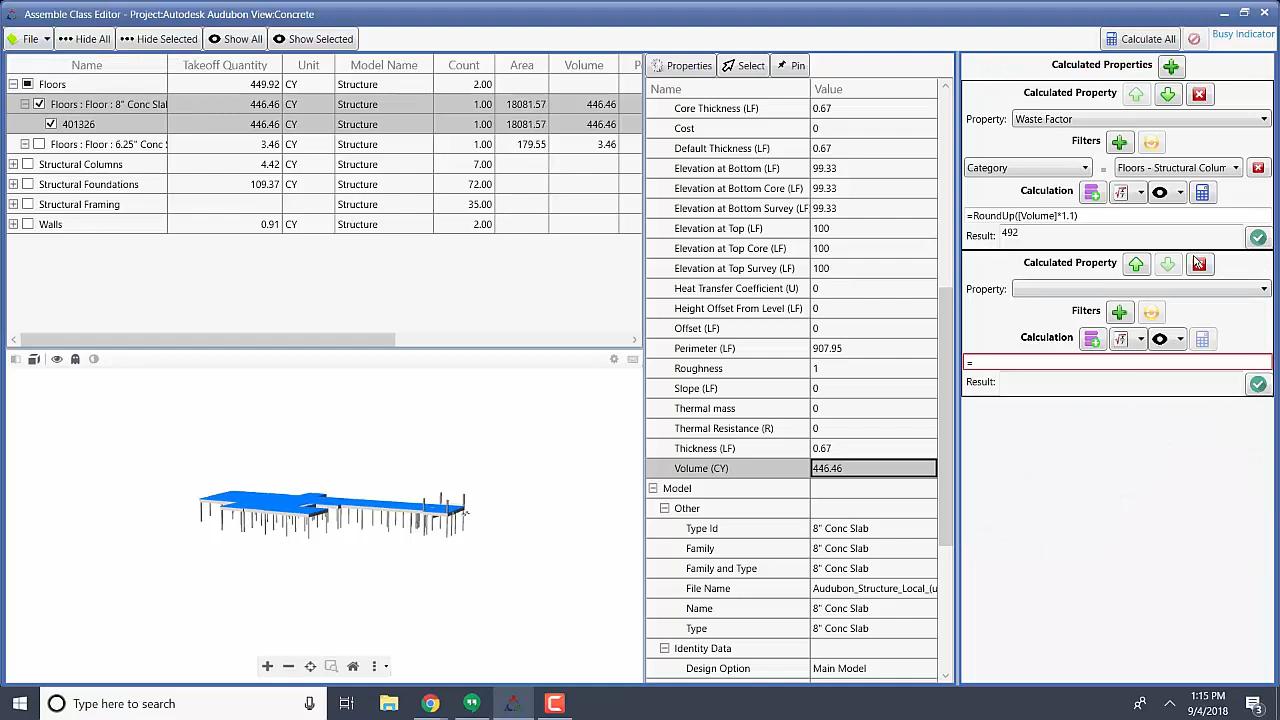 Assemble Class Editor - Project:Autodesk Audubon View:Concrete
File Hide All Hide Selected Show All Show Selected Calculate All Busy Indicator
Name Takeoff Quantity Unit Model Name Count Area Volume
Floors 449.92 CY Structure 2.00
Floors : Floor : 8" Conc Slal 446.46 CY Structure 1.00 18081.57 446.46
401326 446.46 CY Structure 1.00 18081.57 446.46
Floors : Floor : 6.25" Conc 3.46 CY Structure 1.00 179.55 3.46
Structural Columns 4.42 CY Structure 7.00
Structural Foundations 109.37 CY Structure 72.00
Structural Framing Structure 35.00
Walls 0.91 CY Structure 2.00
Properties Select Pin
Name Value
Core Thickness (LF) 0.67
Cost 0
Default Thickness (LF) 0.67
Elevation at Bottom (LF) 99.33
Elevation at Bottom Core (LF) 99.33
Elevation at Bottom Survey (LF 99.33
Elevation at Top (LF) 100
Elevation at Top Core (LF) 100
Elevation at Top Survey (LF) 100
Heat Transfer Coefficient (U) 0
Height Offset From Level (LF) 0
Offset (LF) 0
Perimeter (LF) 907.95
Roughness 1
Slope (LF) 0
Thermal mass 0
Thermal Resistance (R) 0
Thickness (LF) 0.67
Volume (CY) 446.46
Model
Other
Type Id 8" Conc Slab
Family 8" Conc Slab
Family and Type 8" Conc Slab
File Name Audubon_Structure_Local_(u
Name 8" Conc Slab
Type 8" Conc Slab
Identity Data
Design Option Main Model
Calculated Properties
Calculated Property
Property: Waste Factor
Filters
Category = Floors - Structural Colum
Calculation
=RoundUp([Volume]*1.1)
Result: 492
Calculated Property
Property:
Filters
Calculation
=
Result:
Type here to search
1:15 PM
9/4/2018
3